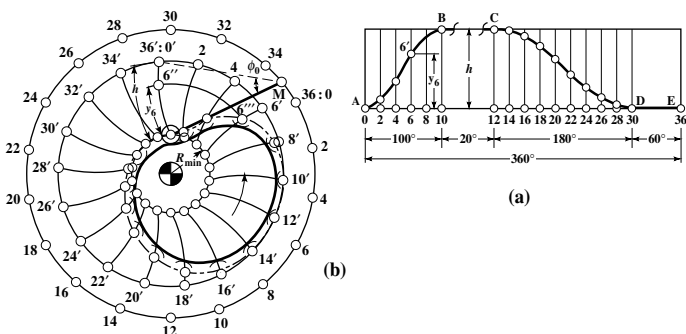 30
28
32
26
34
24
36:0
22
2
20
4
18
6
16
8
14
10
12
36′:0′
2
4
34′
32′
30′
28′
26′
24′
22′
20′
18′
16′
14′
12′
10′
8′
6′
6′′
6′′′
h
y6
ϕ0
M
Rmin
(b)
B
C
6′
y6
h
A
D
E
0 2 4 6 8 10 12 14 16 18 20 22 24 26 28 30 36
100° 20° 180° 60°
360°
(a)